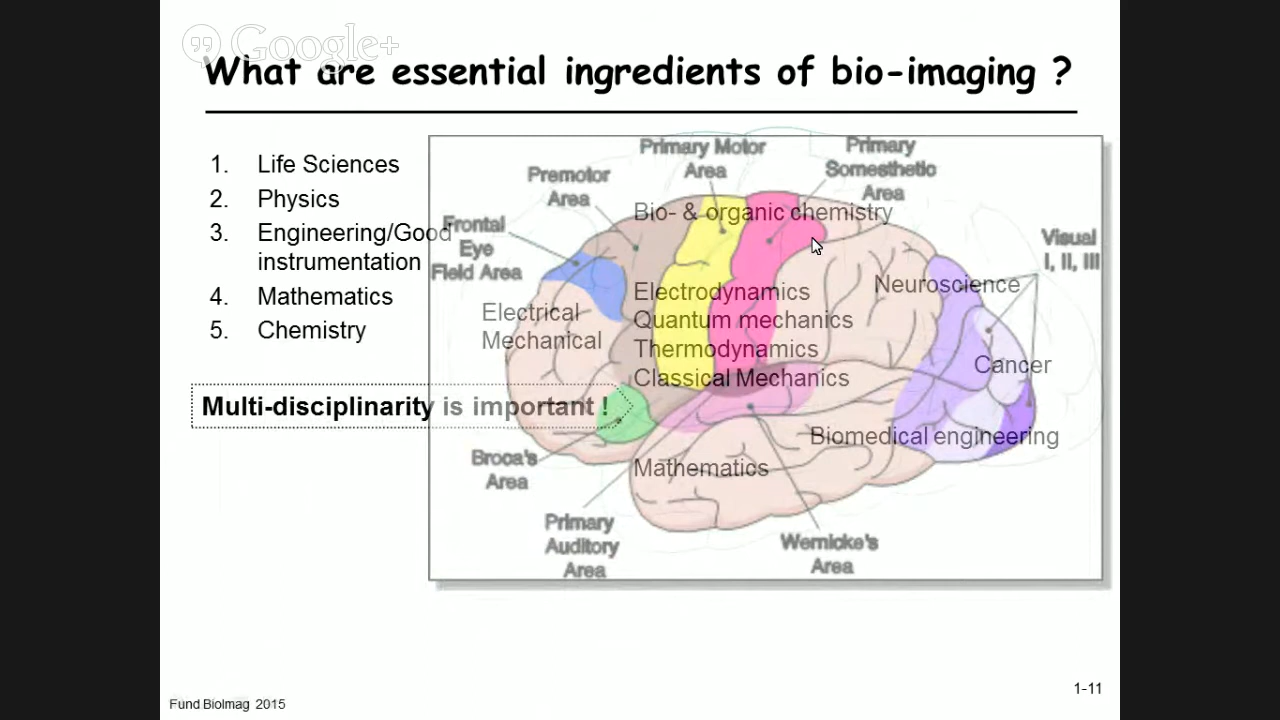 Google+
What are essential ingredients of bio-imaging ?
1. Life Sciences
2. Physics
3. Engineering/Good
instrumentation
4. Mathematics
5. Chemistry
Multi-disciplinarity is important !
Primary Motor
Area
Primary
Somesthetic
Area
Premotor
Area
Frontal
Eye
Field Area
Visual
I, II, III
Bio- & organic chemistry
Neuroscience
Electrical
Mechanical
Electrodynamics
Quantum mechanics
Thermodynamics
Classical Mechanics
Cancer
Biomedical engineering
Mathematics
Broca's
Area
Primary
Auditory
Area
Wernicke's
Area
Fund BioImag 2015
1-11